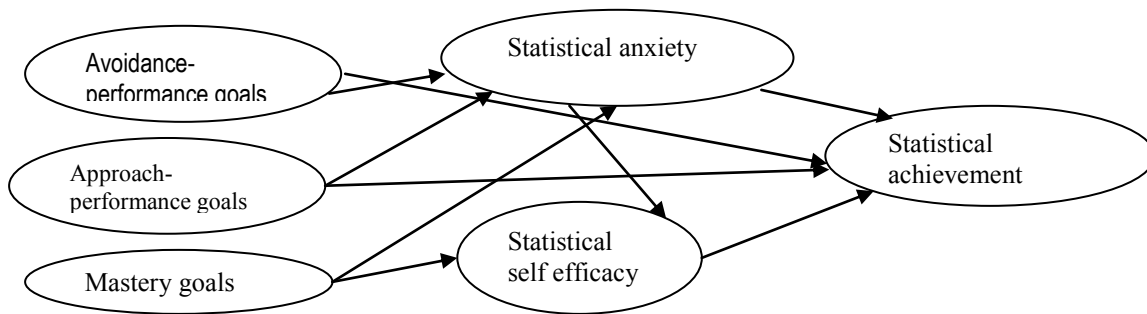 Avoidance-
performance goals
Statistical anxiety
Approach-
performance goals
Statistical
achievement
Mastery goals
Statistical
self efficacy